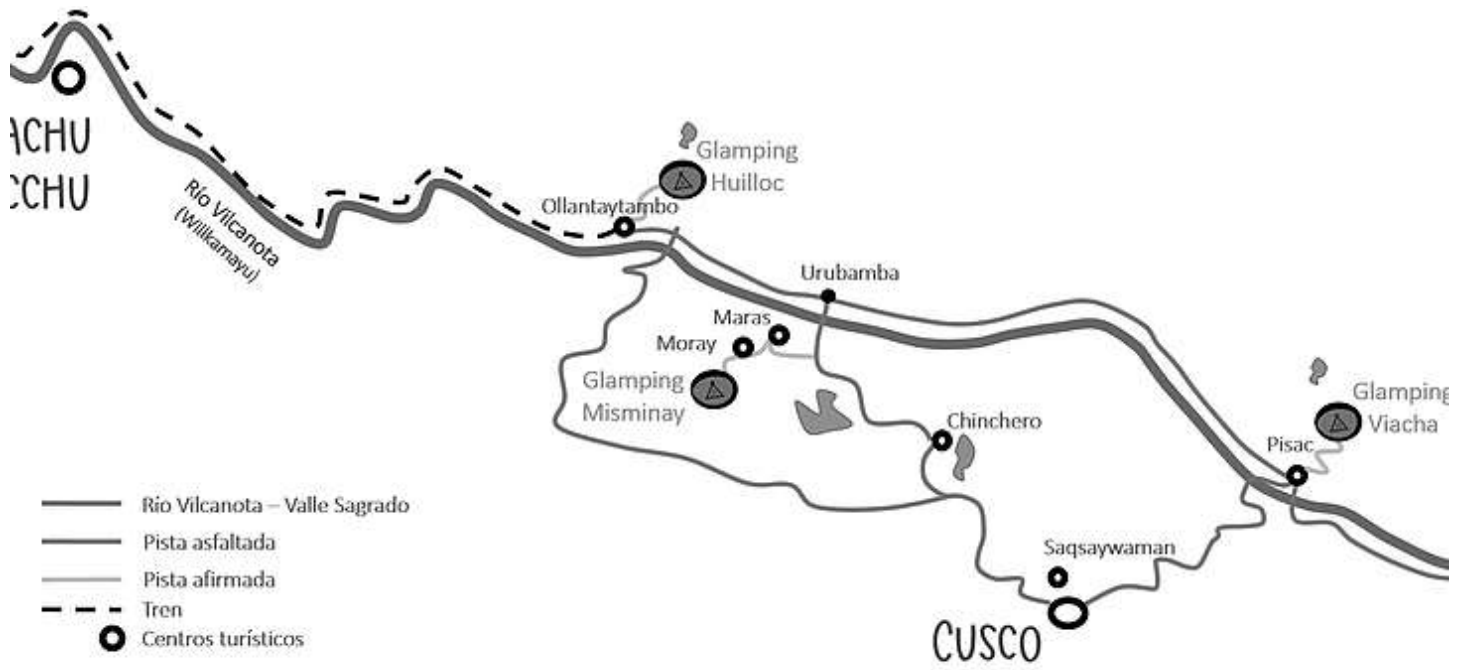 ACHU
CCHU
Río Vilcanota
(Willkamayu)
Glamping
Huilloc
Ollantaytambo
Urubamba
Maras
Moray
Glamping
Misminay
Chinchero
Glamping
Viacha
Pisac
Saqsaywaman
CUSCO
Río Vilcanota – Valle Sagrado
Pista asfaltada
Pista afirmada
Tren
Centros turísticos